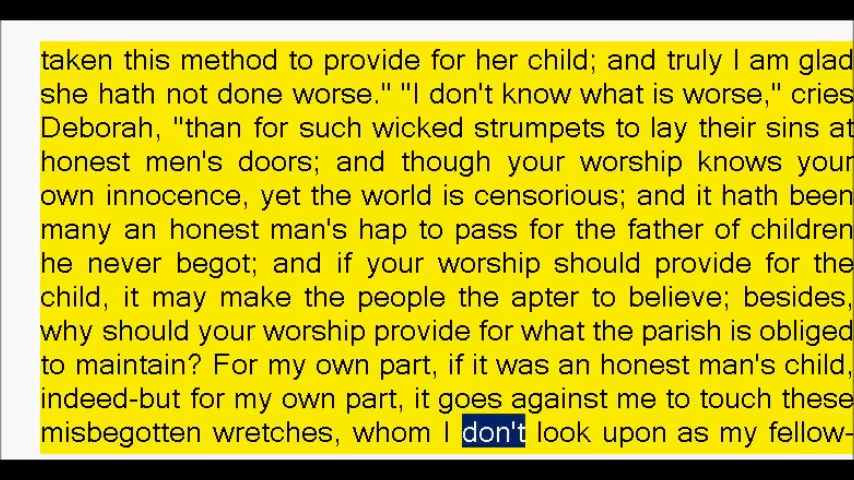 taken this method to provide for her child; and truly I am glad
she hath not done worse." "I don't know what is worse," cries
Deborah, "than for such wicked strumpets to lay their sins at
honest men's doors; and though your worship knows your
own innocence, yet the world is censorious; and it hath been
many an honest man's hap to pass for the father of children
he never begot; and if your worship should provide for the
child, it may make the people the apter to believe; besides,
why should your worship provide for what the parish is obliged
to maintain? For my own part, if it was an honest man's child,
indeed-but for my own part, it goes against me to touch these
misbegotten wretches, whom I don't look upon as my fellow-